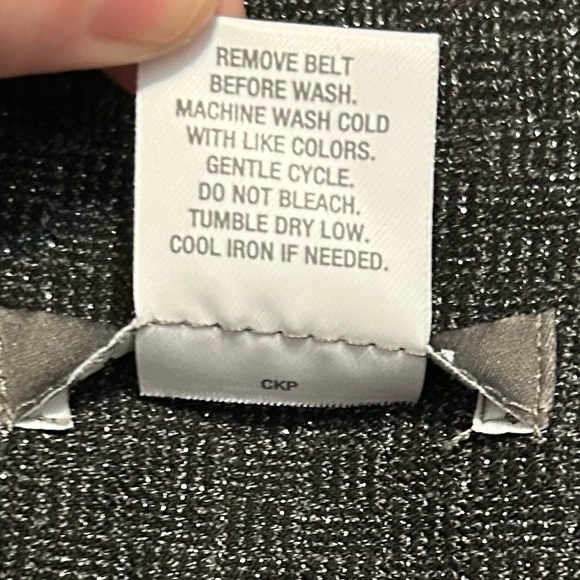 REMOVE BELT
BEFORE WASH.
MACHINE WASH COLD
WITH LIKE COLORS.
GENTLE CYCLE.
DO NOT BLEACH.
TUMBLE DRY LOW.
COOL IRON IF NEEDED.
CKP